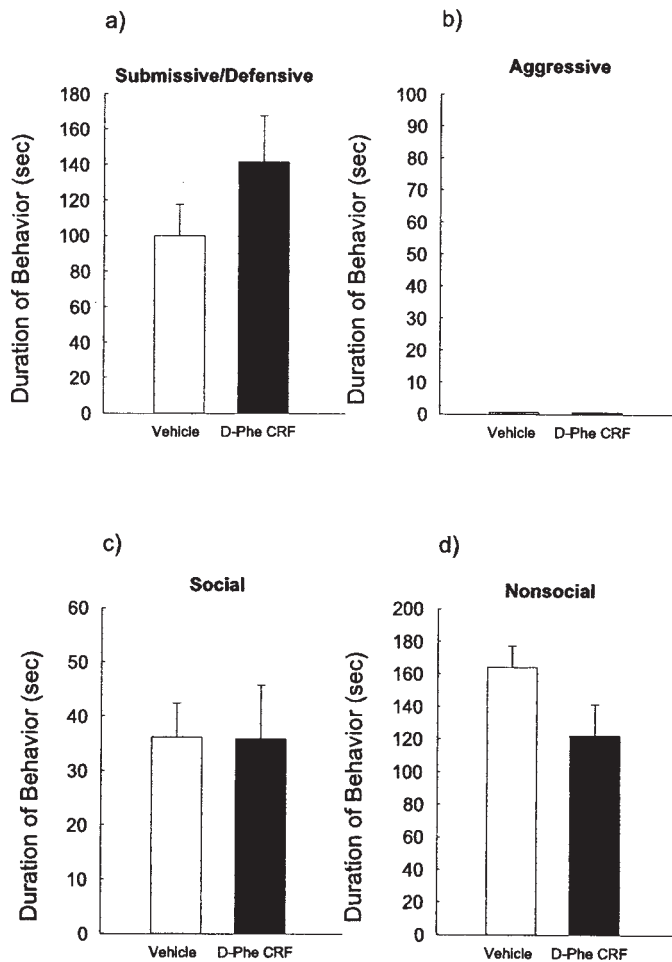 a)
Submissive/Defensive
Duration of Behavior (sec)
180
160
140
120
100
80
60
40
20
0
Vehicle D-Phe CRF
b)
Aggressive
Duration of Behavior (sec)
100
90
80
70
60
50
40
30
20
10
0
Vehicle D-Phe CRF
c)
Social
Duration of Behavior (sec)
60
50
40
30
20
10
0
Vehicle D-Phe CRF
d)
Nonsocial
Duration of Behavior (sec)
200
180
160
140
120
100
80
60
40
20
0
Vehicle D-Phe CRF